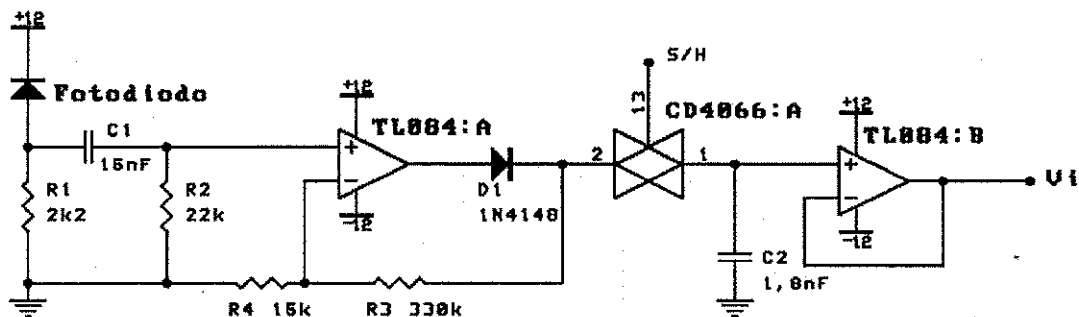 +12
Fotodiodo
C1
15nF
R1
2k2
R2
22k
+12
TL084:A
+
-
-12
D1
1N4148
R4 15k
R3 330k
S/H
13
CD4066:A
2
1
C2
1,8nF
+12
TL084:B
+
-
-12
Vi